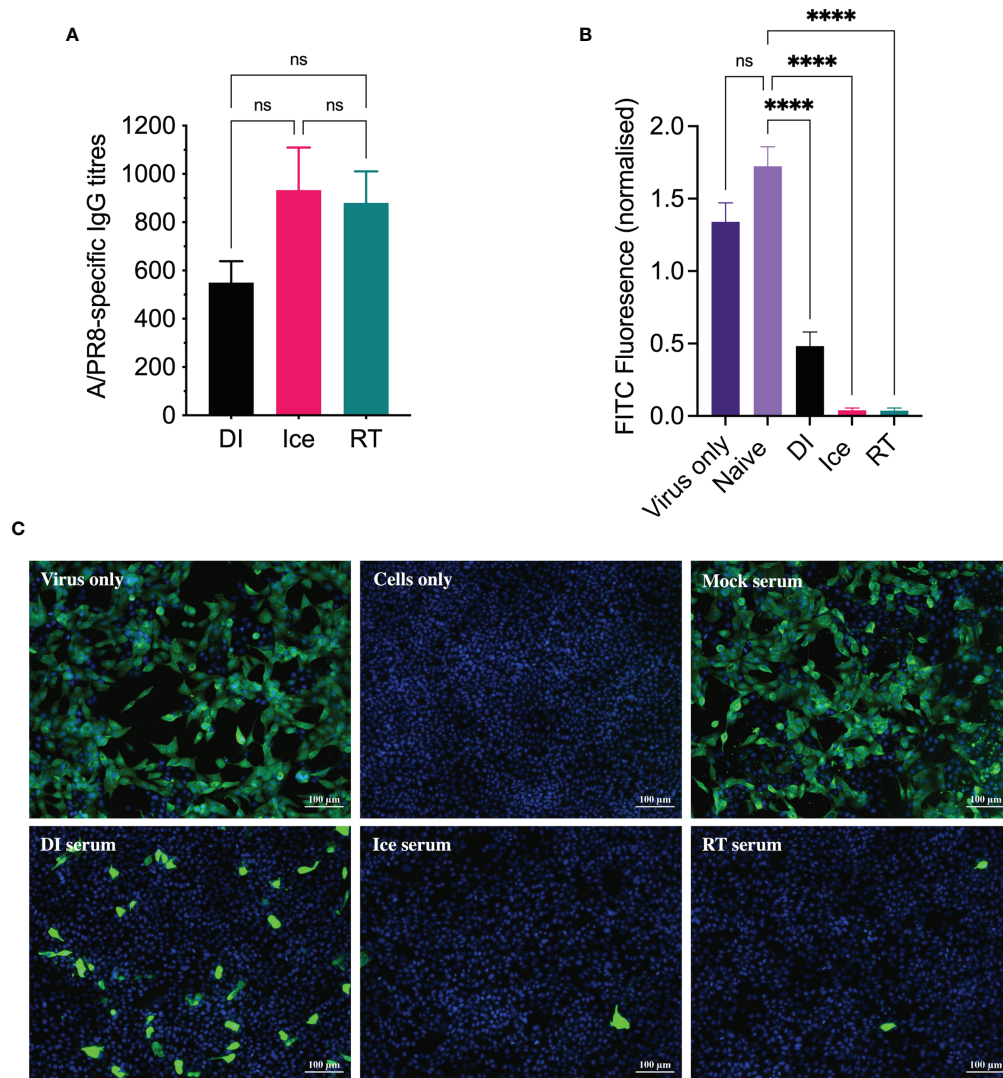 A
ns
ns
ns
A/PR8-specific IgG titres
1200
1000
800
600
400
200
0
DI
Ice
RT
B
****
****
ns
****
FITC Fluoresence (normalised)
2.0
1.5
1.0
0.5
0.0
Virus only
Naive
DI
Ice
RT
C
Virus only
100 µm
Cells only
100 µm
Mock serum
100 µm
DI serum
100 µm
Ice serum
100 µm
RT serum
100 µm